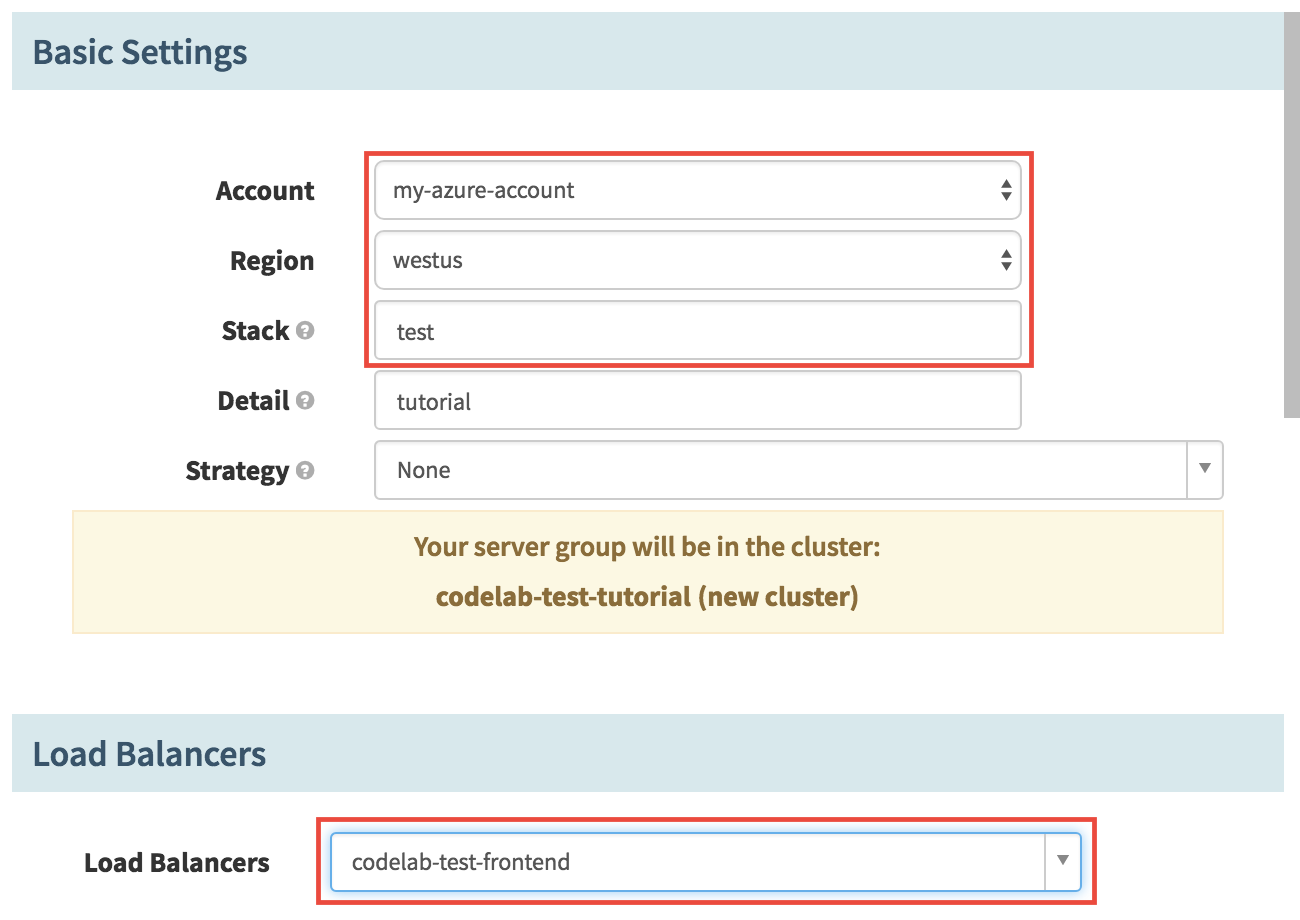 Basic Settings
Account my-azure-account
Region westus
Stack ? test
Detail ? tutorial
Strategy ? None
Your server group will be in the cluster:
codelab-test-tutorial (new cluster)
Load Balancers
Load Balancers codelab-test-frontend